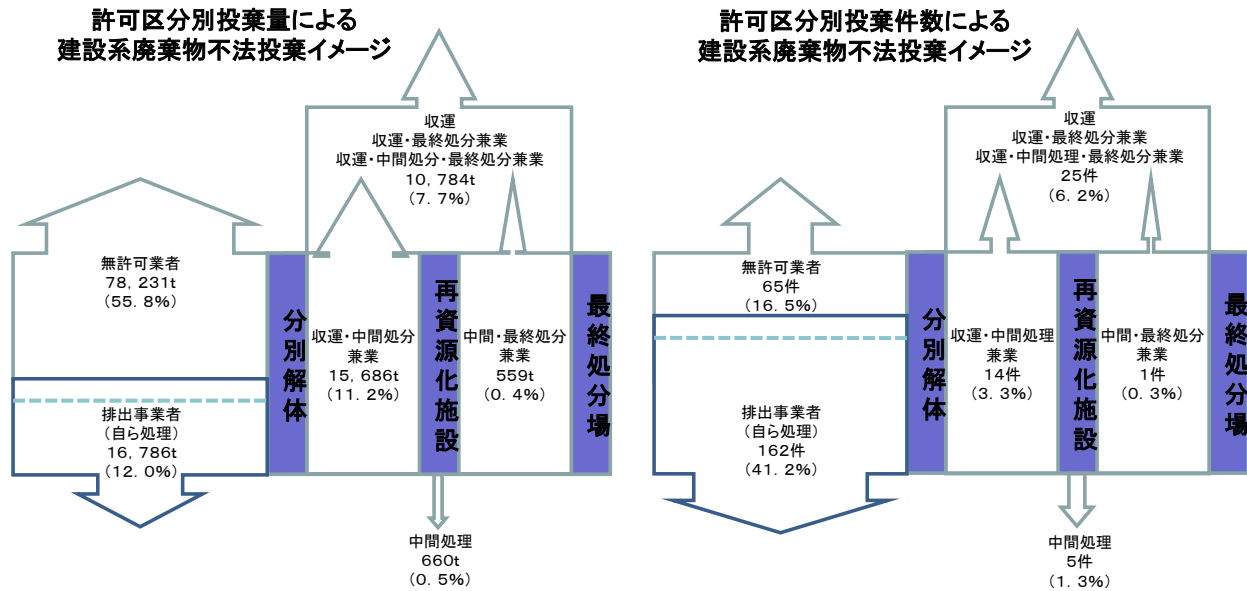 許可区分別投棄量による
建設系廃棄物不法投棄イメージ
収運
収運・最終処分兼業
収運・中間処分・最終処分兼業
10,784t
(7.7%)
無許可業者
78,231t
(55.8%)
分別解体
収運・中間処分
兼業
15,686t
(11.2%)
再資源化施設
中間・最終処分
兼業
559t
(0.4%)
最終処分場
排出事業者
(自ら処理)
16,786t
(12.0%)
中間処理
660t
(0.5%)
許可区分別投棄件数による
建設系廃棄物不法投棄イメージ
収運
収運・最終処分兼業
収運・中間処理・最終処分兼業
25件
(6.2%)
無許可業者
65件
(16.5%)
分別解体
収運・中間処理
兼業
14件
(3.3%)
再資源化施設
中間・最終処分
兼業
1件
(0.3%)
最終処分場
排出事業者
(自ら処理)
162件
(41.2%)
中間処理
5件
(1.3%)